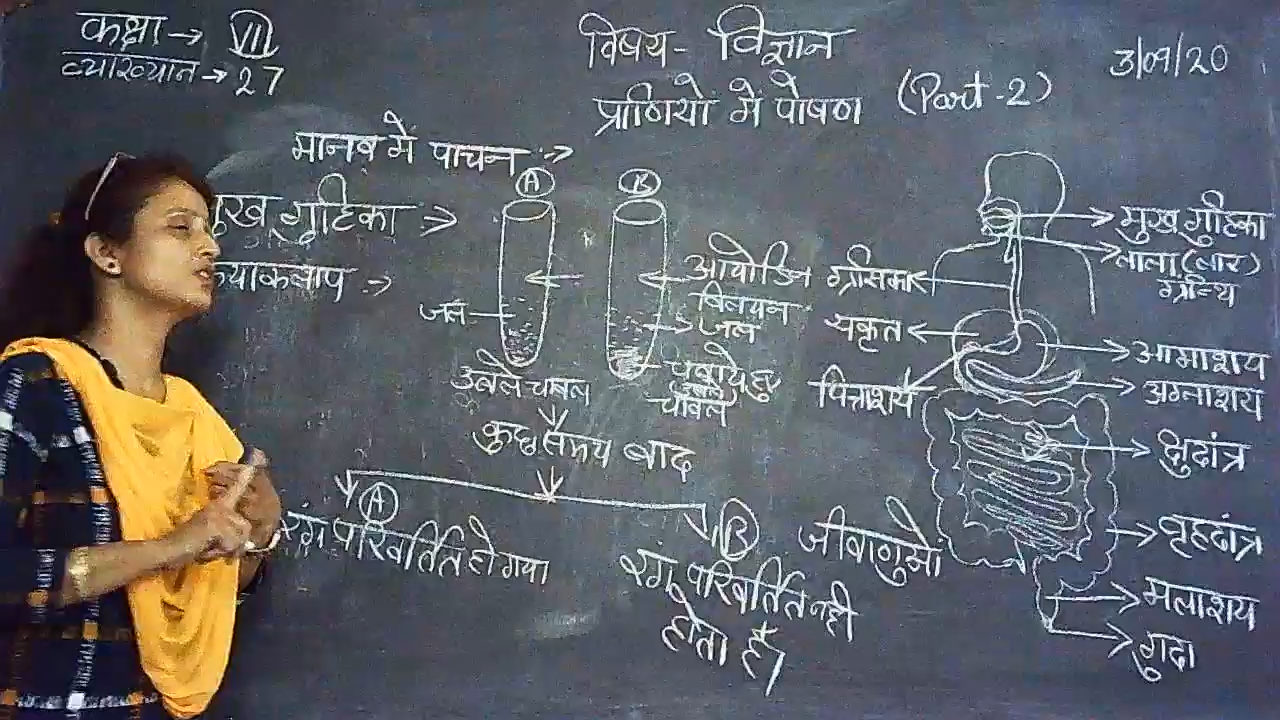 कक्षा → VII
व्याख्यान → 27
विषय - विज्ञान
प्राणियों में पोषण (Part-2)
3/09/20
मानव में पाचन :->
मुख गुहिका =>
क्रियाकलाप ->
A
B
जल
आयोडिन
विलयन
जल
उबले चावल
चबाये हुए
उबले
चावल
कुछ समय बाद
A
रंग परिवर्तित हो गया
B
रंग परिवर्तित नही
होता है।
जीवाणुओं
मुख गुहिका
लाला (लार)
ग्रन्थि
ग्रसिका
यकृत
पित्ताशय
आमाशय
अग्नाशय
क्षुद्रांत्र
वृहदांत्र
मलाशय
गुदा